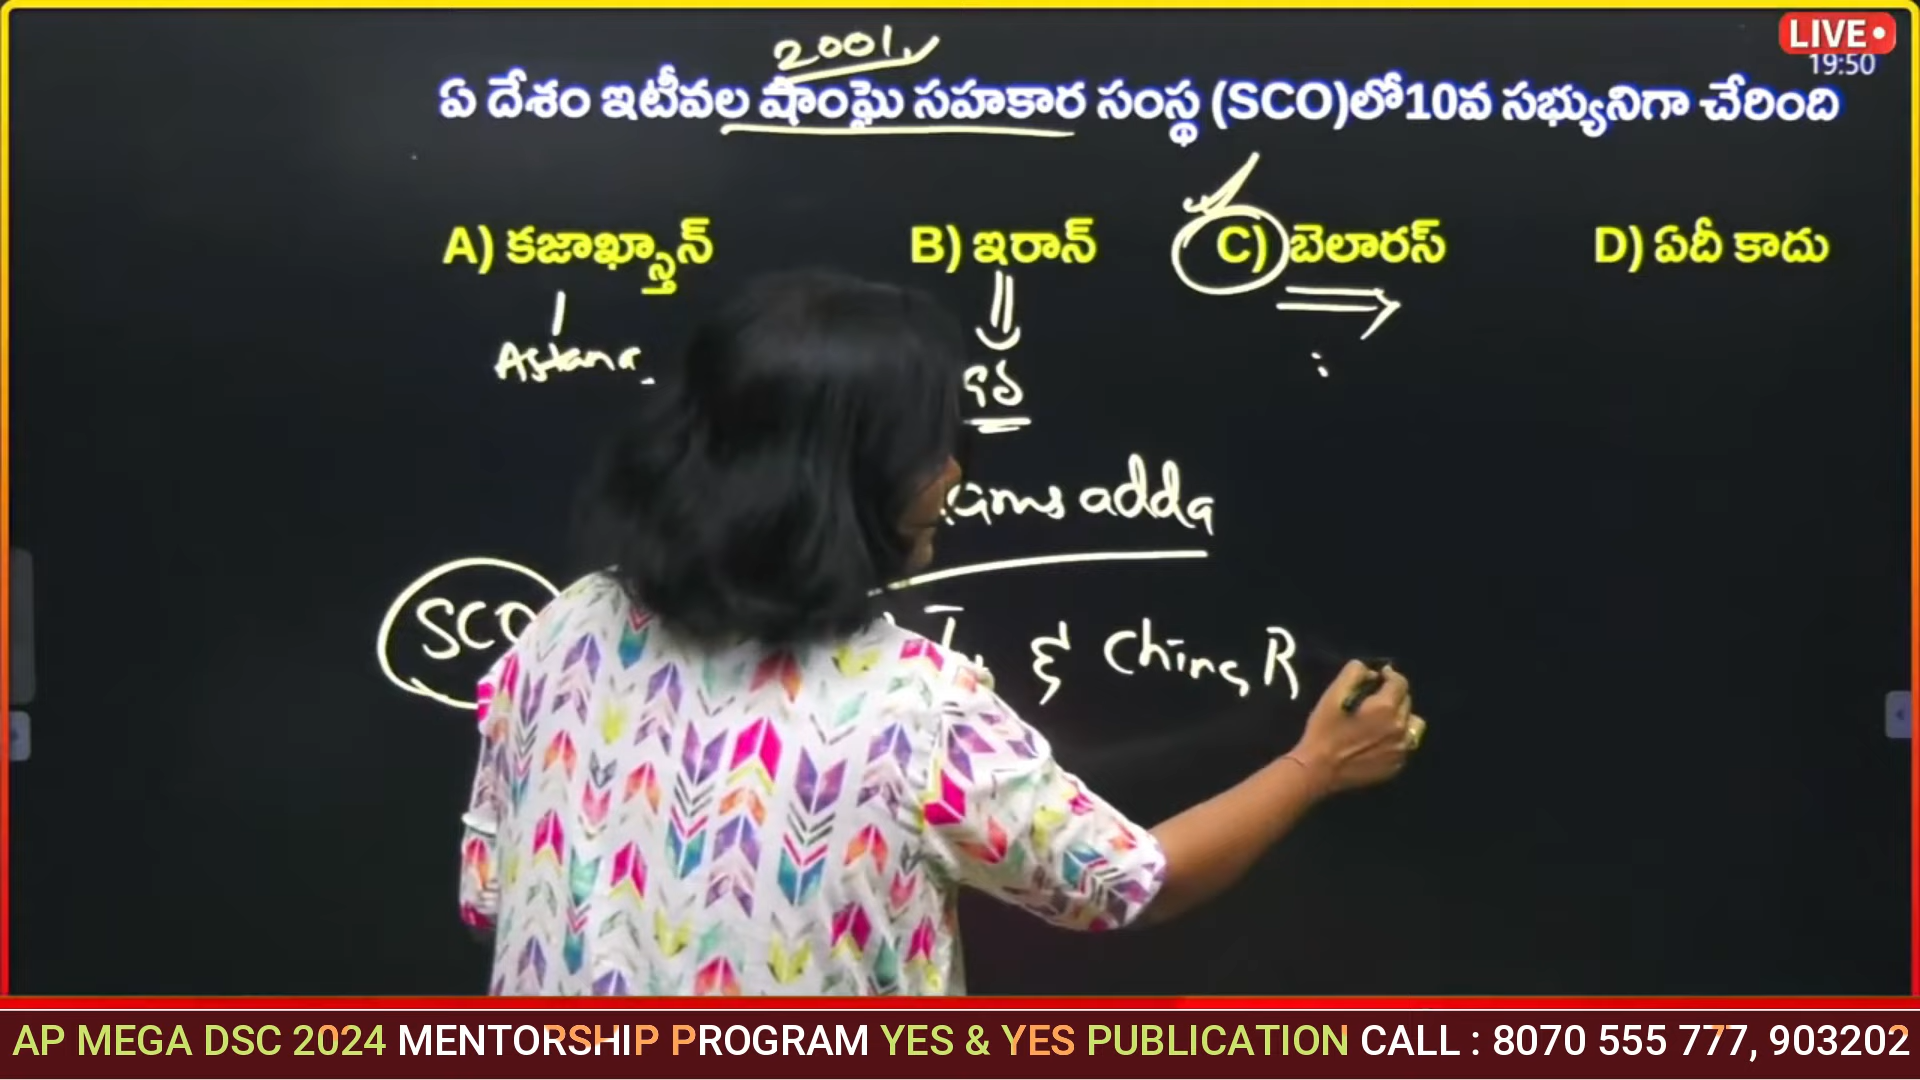 LIVE
19:50
2001
ఏ దేశం ఇటీవల షాంఘై సహకార సంస్థ (SCO)లో10వ సభ్యునిగా చేరింది
A) కజాఖ్స్తాన్ B) ఇరాన్ C) బెలారస్ D) ఏదీ కాదు
Astana
adda
SCO & China R
AP MEGA DSC 2024 MENTORSHIP PROGRAM YES & YES PUBLICATION CALL : 8070 555 777, 903202